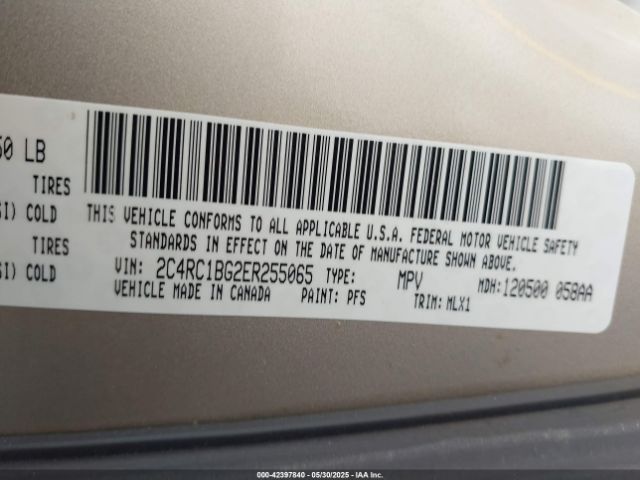 50 LB
TIRES
SI) COLD
TIRES
SI) COLD
THIS VEHICLE CONFORMS TO ALL APPLICABLE U.S.A. FEDERAL MOTOR VEHICLE SAFETY
STANDARDS IN EFFECT ON THE DATE OF MANUFACTURE SHOWN ABOVE.
VIN: 2C4RC1BG2ER255065 TYPE: MPV MDH:120500 058AA
VEHICLE MADE IN CANADA PAINT: PFS TRIM: MLX1
000-42397840 - 05/30/2025 - IAA Inc.